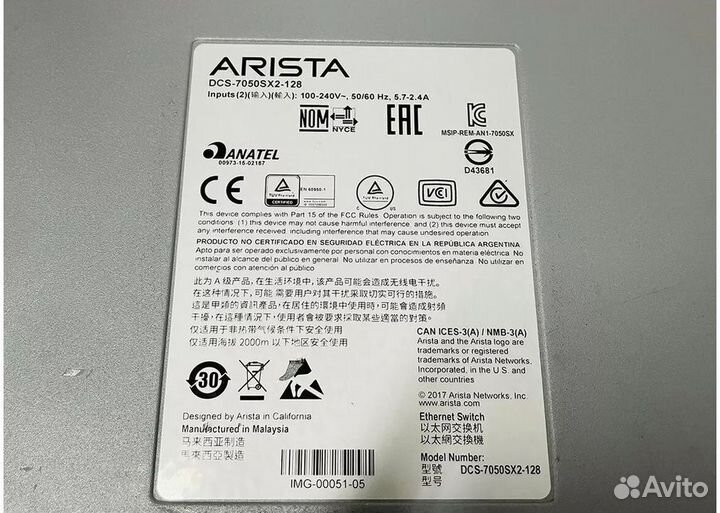 ARISTA
DCS-7050SX2-128
Inputs(2)(输入)(輸入): 100-240V~, 50/60 Hz, 5.7-2.4A
NOM
NYCE
EAC
MSIP-REM-AN1-7050SX
ANATEL
00973-15-02167
D43681
CE
EN 60950-1
C US
VCCI
This device complies with Part 15 of the FCC Rules. Operation is subject to the following two
conditions. (1) this device may not cause harmful interference, and (2) this device must accept
any interference received, including interference that may cause undesired operation
PRODUCTO NO CERTIFICADO EN SEGURIDAD ELÉCTRICA EN LA REPÚBLICA ARGENTINA
Apto para ser operado exclusivamente por personal con conocimientos técnicos. No instalar
al alcance del público en general. No utilizar en procesos de enseñanza. No utilizar en
comercios con atención al público
此为 A 级产品, 在生活环境中, 该产品可能会造成无线电干扰。
在这种情况下, 可能需要用户对其干扰采取切实可行的措施。
這是甲類的資訊產品, 在居住的環境中使用時, 可能會造成射頻
干擾, 在這種情況下, 使用者會被要求採取某些適當的對策。
仅适用于非热带气候条件下安全使用
仅适用于海拔 2000m 以下地区安全使用
CAN ICES-3(A) / NMB-3(A)
Arista and the Arista logo are
trademarks or registered
trademarks of Arista Networks,
Incorporated, in the U.S. and
other countries
© 2017 Arista Networks, Inc.
www.arista.com
30
Designed by Arista in California
Manufactured in Malaysia
马来西亚制造
馬來西亞製造
IMG-00051-05
Ethernet Switch
以太网交换机
以太網交換機
Model Number:
型號
型号
DCS-7050SX2-128
Avito